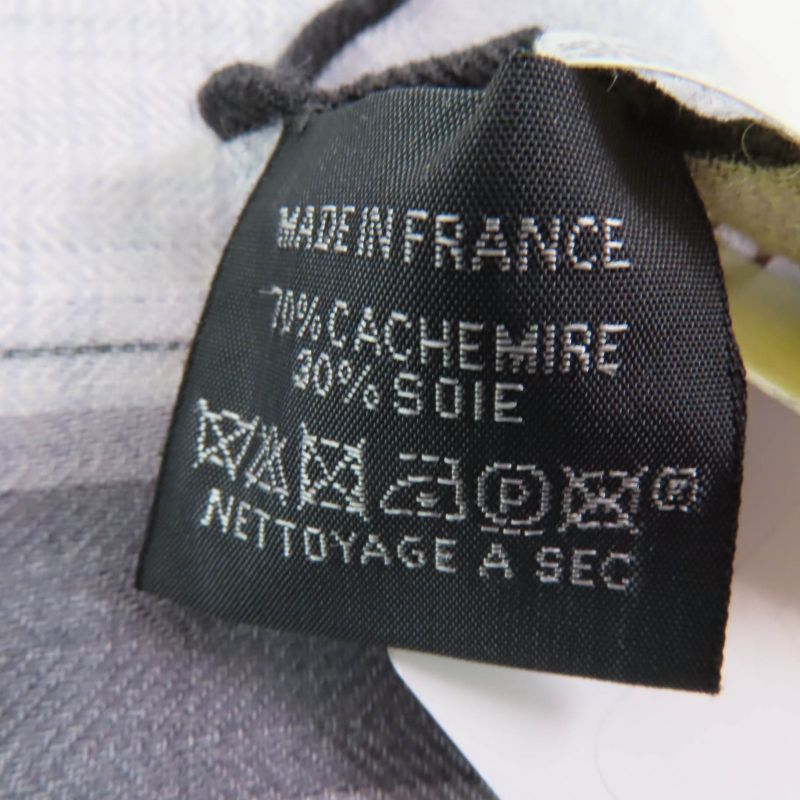 MADE IN FRANCE
70% CACHEMIRE
30% SOIE
P Ⓡ
NETTOYAGE A SEC